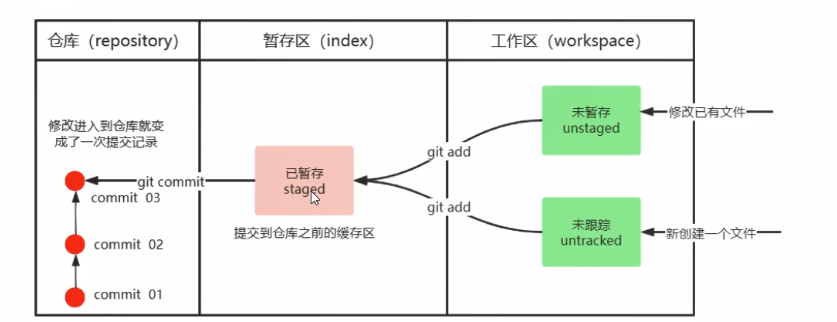 仓库（repository）
暂存区（index）
工作区（workspace）
修改进入到仓库就变
成了一次提交记录
git commit
commit 03
commit 02
commit 01
已暂存
staged
提交到仓库之前的缓存区
git add
git add
未暂存
unstaged
修改已有文件
未跟踪
untracked
新创建一个文件